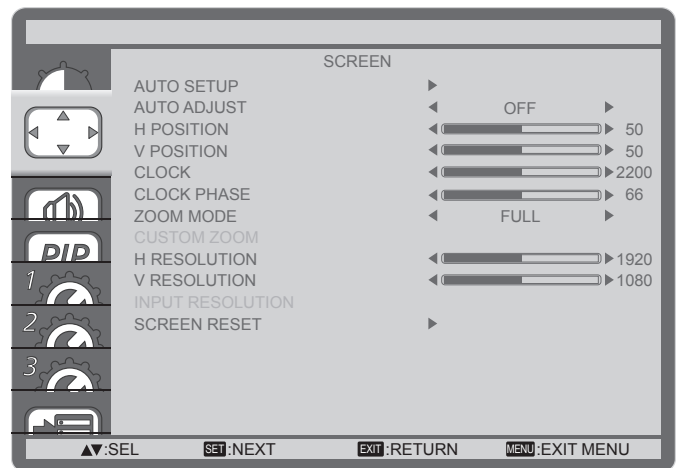 SCREEN
AUTO SETUP
AUTO ADJUST OFF
H POSITION 50
V POSITION 50
CLOCK 2200
CLOCK PHASE 66
ZOOM MODE FULL
CUSTOM ZOOM
H RESOLUTION 1920
V RESOLUTION 1080
INPUT RESOLUTION
SCREEN RESET
PIP
1
2
3
▲▼:SEL SET:NEXT EXIT:RETURN MENU:EXIT MENU